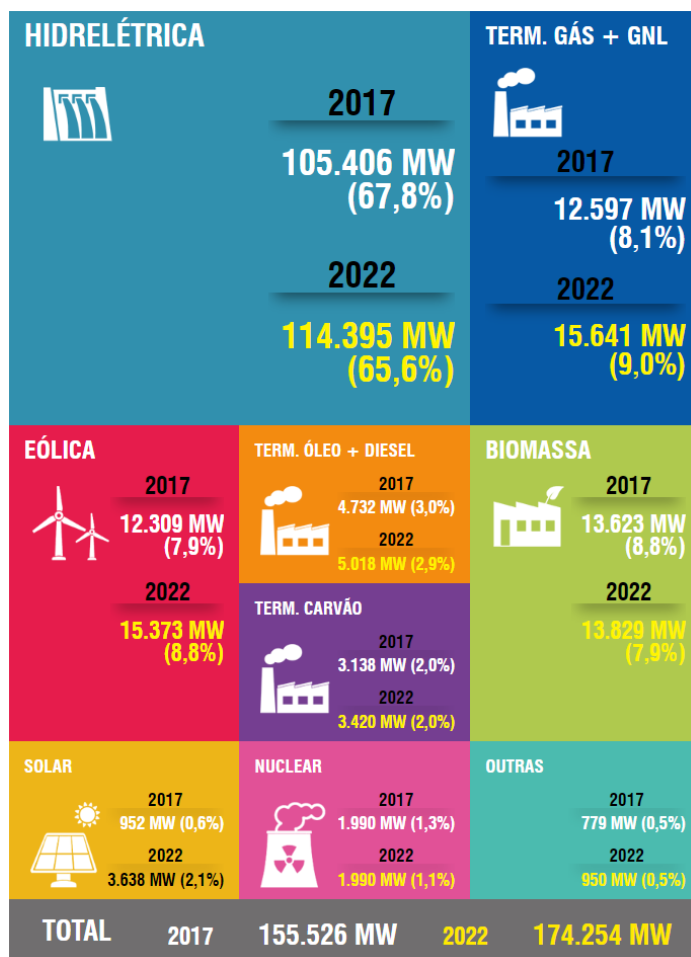 HIDRELÉTRICA
2017
105.406 MW
(67,8%)
2022
114.395 MW
(65,6%)
TERM. GÁS + GNL
2017
12.597 MW
(8,1%)
2022
15.641 MW
(9,0%)
EÓLICA
2017
12.309 MW
(7,9%)
2022
15.373 MW
(8,8%)
TERM. ÓLEO + DIESEL
2017
4.732 MW (3,0%)
2022
5.018 MW (2,9%)
TERM. CARVÃO
2017
3.138 MW (2,0%)
2022
3.420 MW (2,0%)
BIOMASSA
2017
13.623 MW
(8,8%)
2022
13.829 MW
(7,9%)
SOLAR
2017
952 MW (0,6%)
2022
3.638 MW (2,1%)
NUCLEAR
2017
1.990 MW (1,3%)
2022
1.990 MW (1,1%)
OUTRAS
2017
779 MW (0,5%)
2022
950 MW (0,5%)
TOTAL 2017 155.526 MW 2022 174.254 MW